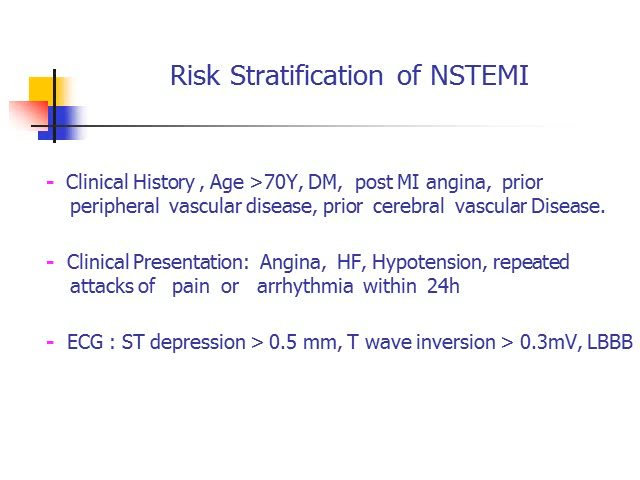 Risk Stratification of NSTEMI
- Clinical History , Age >70Y, DM, post MI angina, prior
peripheral vascular disease, prior cerebral vascular Disease.
- Clinical Presentation: Angina, HF, Hypotension, repeated
attacks of pain or arrhythmia within 24h
- ECG : ST depression > 0.5 mm, T wave inversion > 0.3mV, LBBB